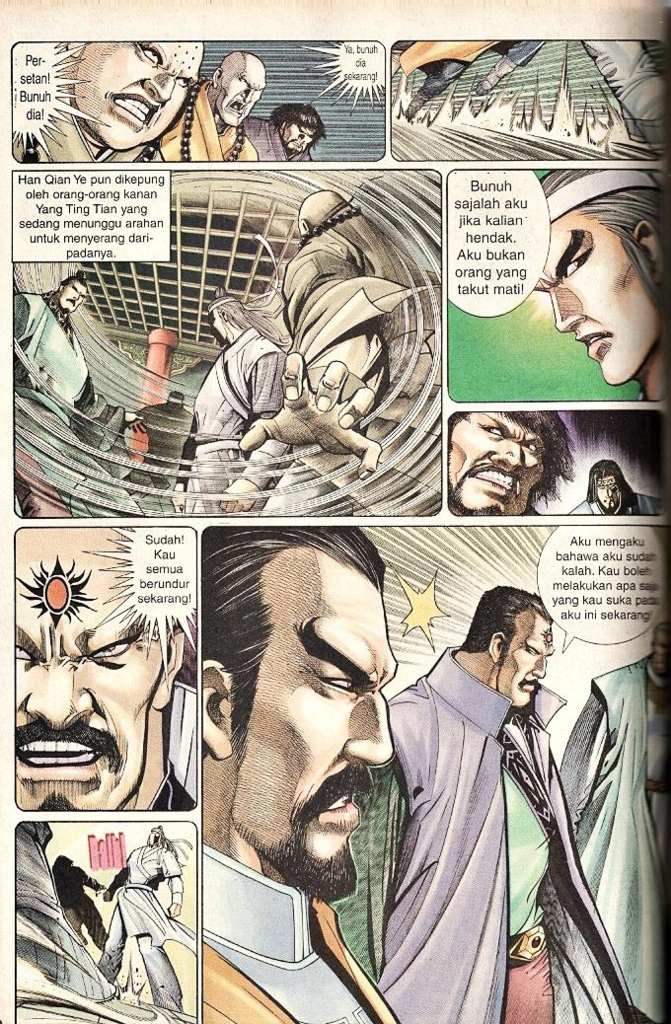 Per-
setan!
Bunuh
dia!
Ya, bunuh
dia
sekarang!
Han Qian Ye pun dikepung
oleh orang-orang kanan
Yang Ting Tian yang
sedang menunggu arahan
untuk menyerang dari-
padanya.
Bunuh
sajalah aku
jika kalian
hendak.
Aku bukan
orang yang
takut mati!
Sudah!
Kau
semua
berundur
sekarang!
Aku mengaku
bahawa aku sudah
kalah. Kau boleh
melakukan apa saja
yang kau suka pada
aku ini sekarang!